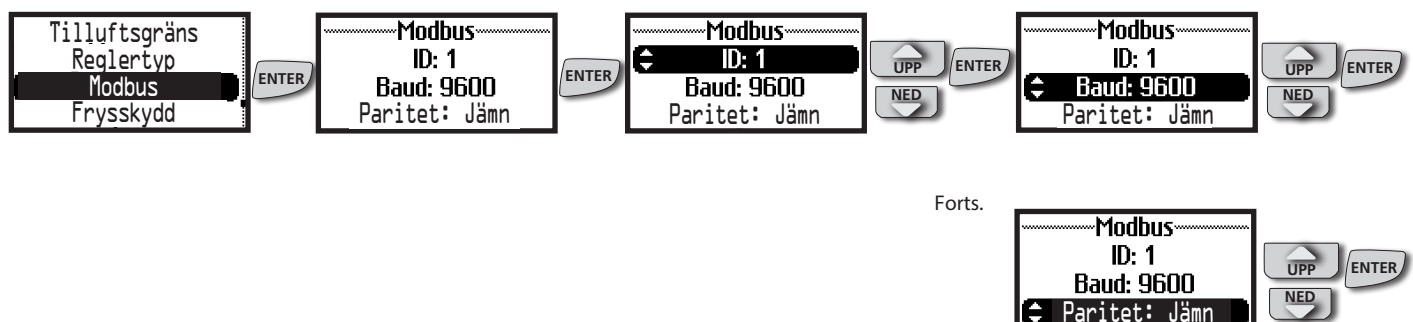 Tilluftsgräns
Reglertyp
Modbus
Frysskydd
ENTER
Modbus
ID: 1
Baud: 9600
Paritet: Jämn
ENTER
Modbus
ID: 1
Baud: 9600
Paritet: Jämn
UPP
NED
ENTER
Modbus
ID: 1
Baud: 9600
Paritet: Jämn
UPP
NED
ENTER
Forts.
Modbus
ID: 1
Baud: 9600
Paritet: Jämn
UPP
NED
ENTER